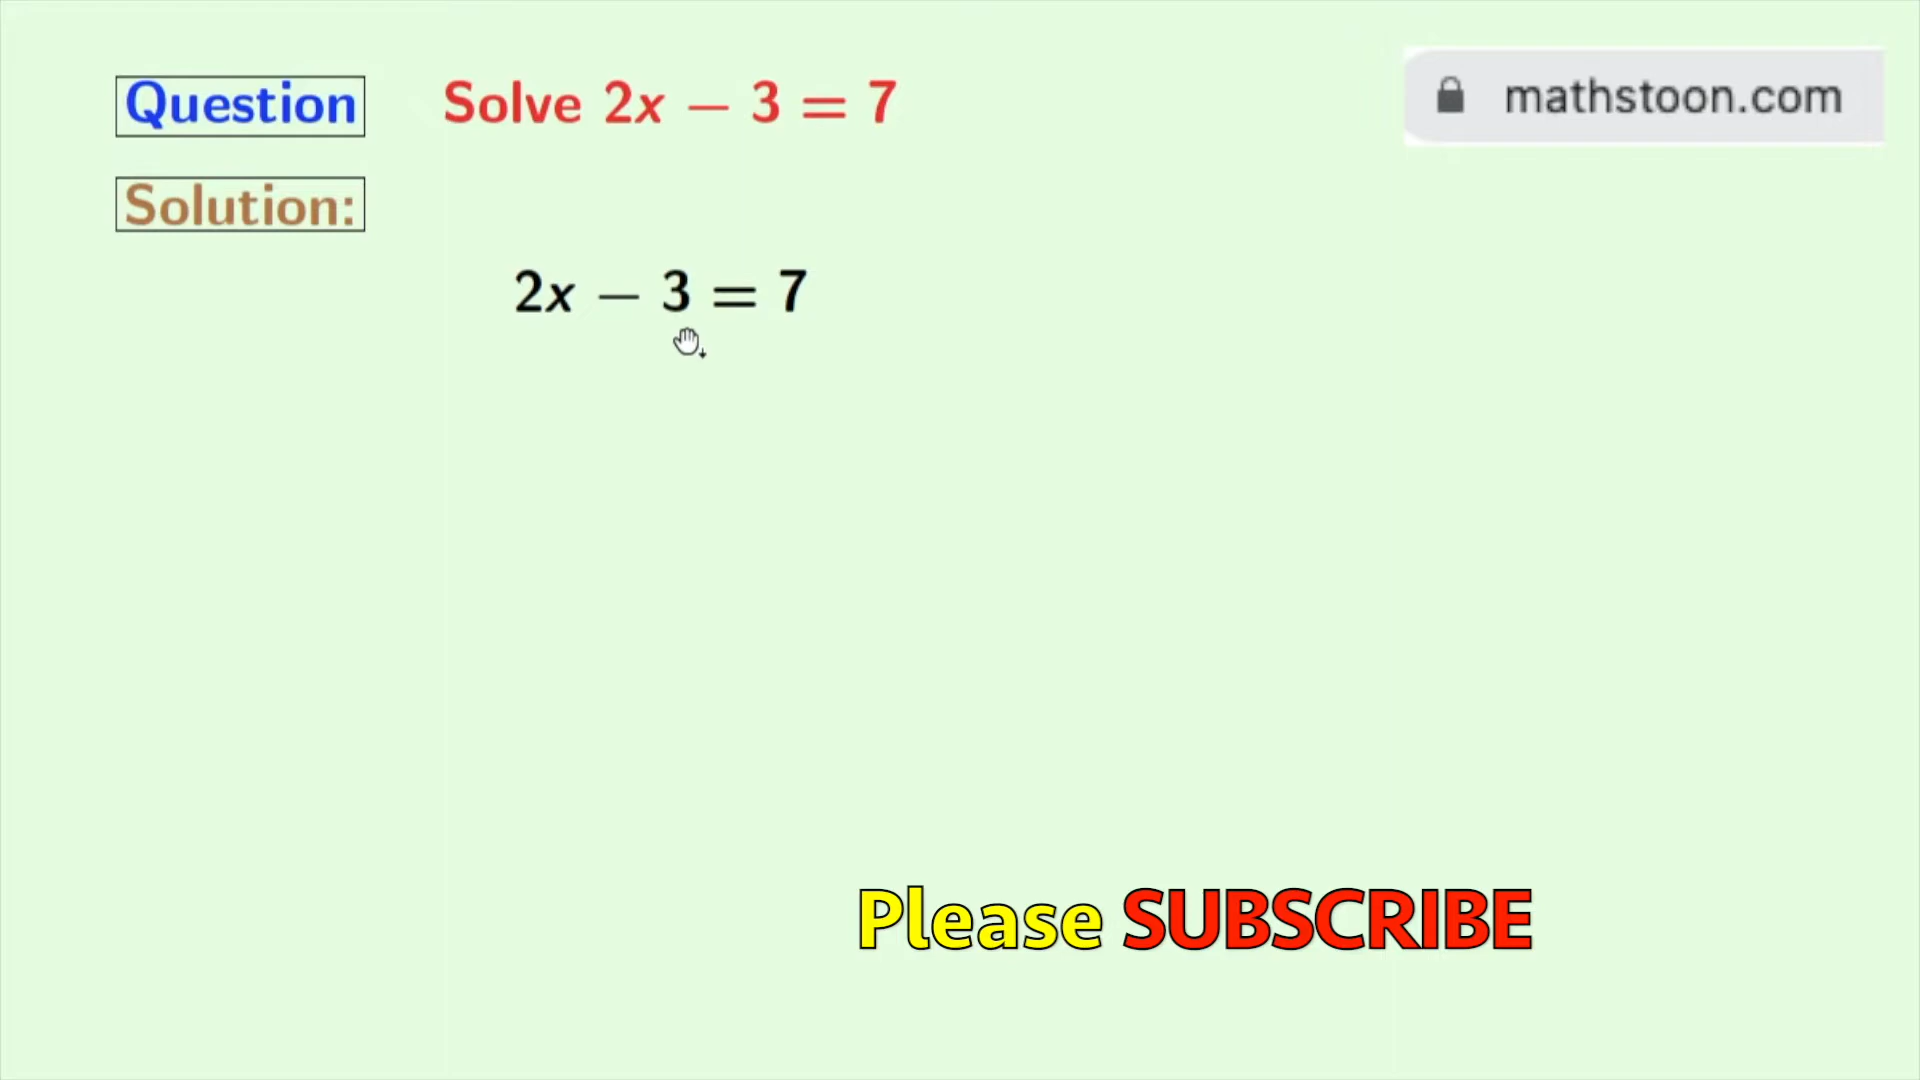 Question Solve 2x − 3 = 7
mathstoon.com
Solution:
2x − 3 = 7
Please SUBSCRIBE